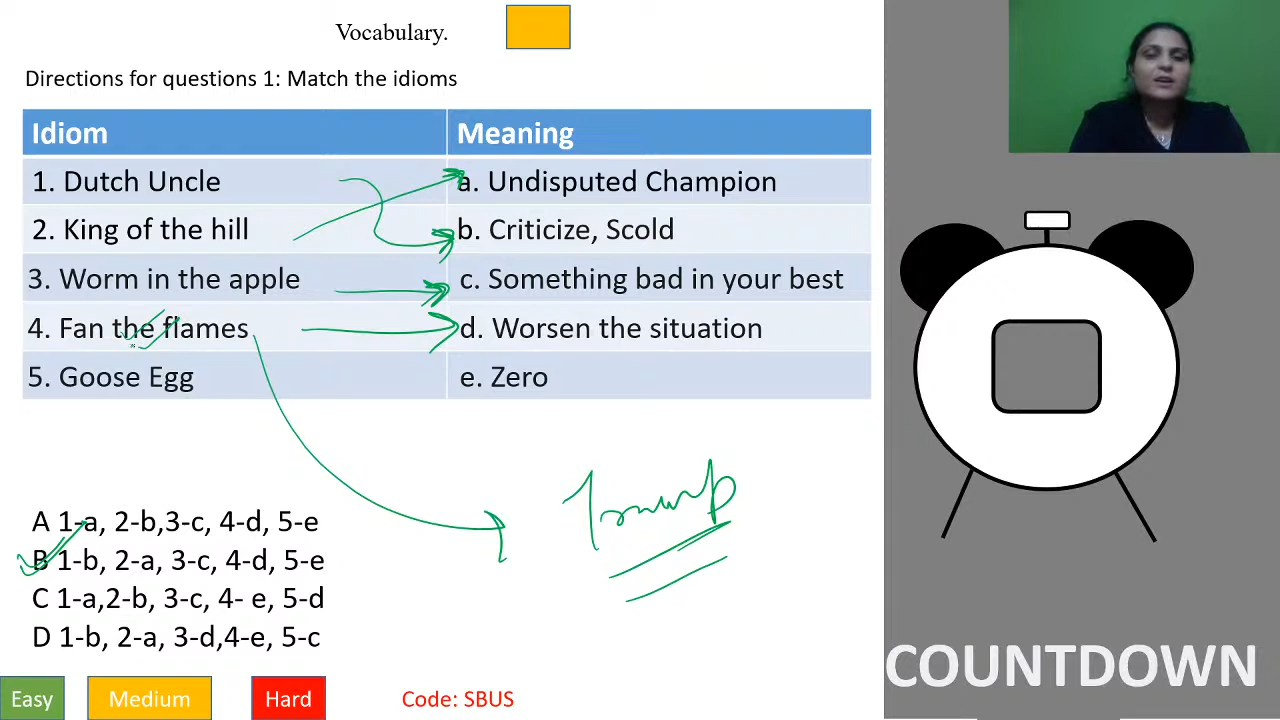 Vocabulary.
Directions for questions 1: Match the idioms
Idiom Meaning
1. Dutch Uncle a. Undisputed Champion
2. King of the hill b. Criticize, Scold
3. Worm in the apple c. Something bad in your best
4. Fan the flames d. Worsen the situation
5. Goose Egg e. Zero
Trump
A 1-a, 2-b,3-c, 4-d, 5-e
B 1-b, 2-a, 3-c, 4-d, 5-e
C 1-a,2-b, 3-c, 4- e, 5-d
D 1-b, 2-a, 3-d,4-e, 5-c
COUNTDOWN
Easy Medium Hard Code: SBUS